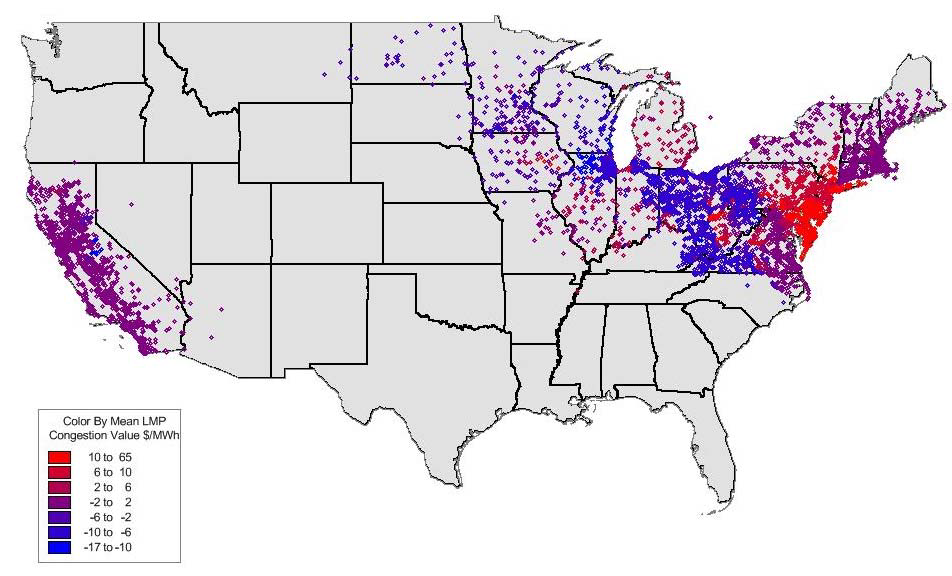 Color By Mean LMP
Congestion Value $/MWh
10 to 65
6 to 10
2 to 6
-2 to 2
-6 to -2
-10 to -6
-17 to -10